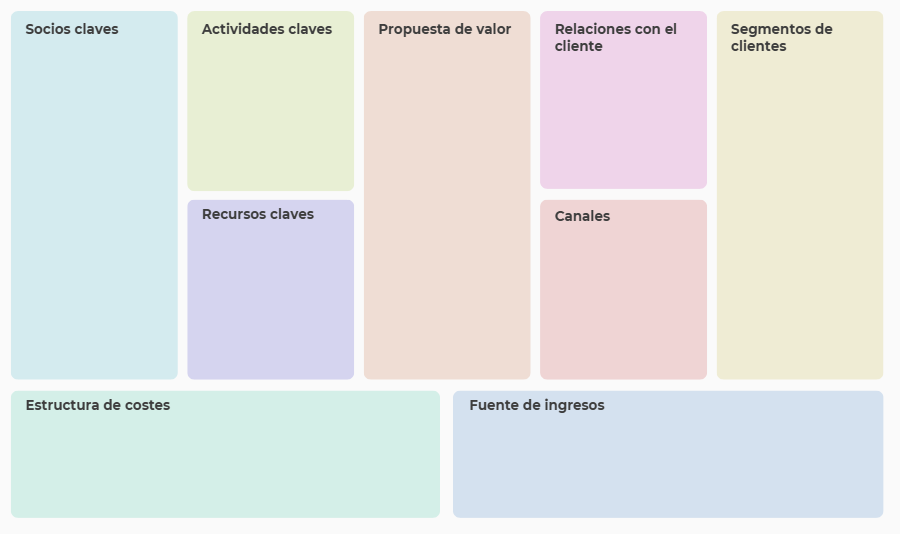 Socios claves
Actividades claves
Propuesta de valor
Relaciones con el
cliente
Segmentos de
clientes
Recursos claves
Canales
Estructura de costes
Fuente de ingresos